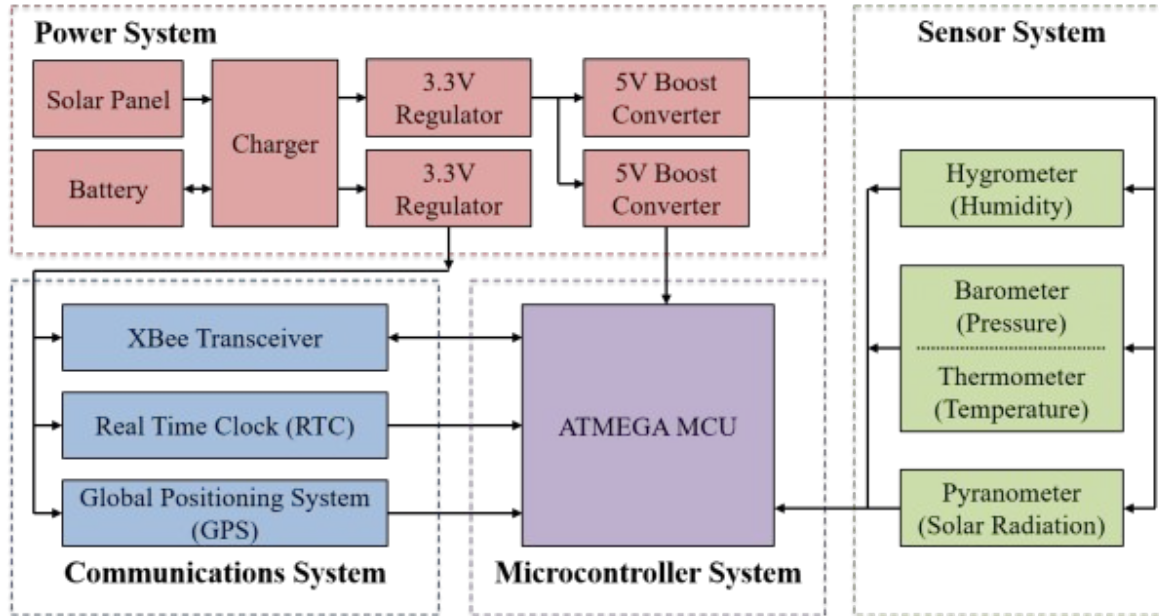 Power System
Solar Panel
Battery
Charger
3.3V
Regulator
3.3V
Regulator
5V Boost
Converter
5V Boost
Converter
Sensor System
Hygrometer
(Humidity)
Barometer
(Pressure)
Thermometer
(Temperature)
Pyranometer
(Solar Radiation)
XBee Transceiver
Real Time Clock (RTC)
Global Positioning System
(GPS)
Communications System
ATMEGA MCU
Microcontroller System